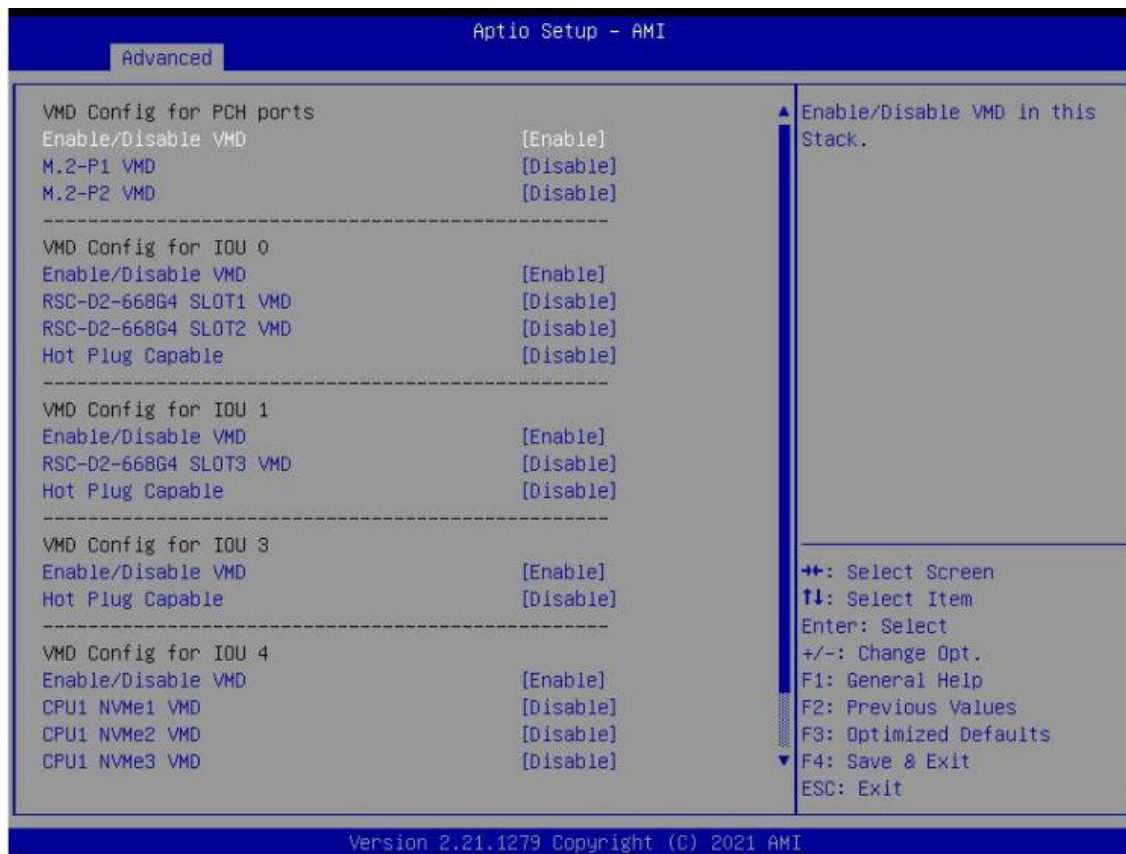 Aptio Setup - AMI
Advanced
VMD Config for PCH ports
Enable/Disable VMD [Enable]
M.2-P1 VMD [Disable]
M.2-P2 VMD [Disable]
------------------------------------------------------
VMD Config for IOU 0
Enable/Disable VMD [Enable]
RSC-D2-668G4 SLOT1 VMD [Disable]
RSC-D2-668G4 SLOT2 VMD [Disable]
Hot Plug Capable [Disable]
------------------------------------------------------
VMD Config for IOU 1
Enable/Disable VMD [Enable]
RSC-D2-668G4 SLOT3 VMD [Disable]
Hot Plug Capable [Disable]
------------------------------------------------------
VMD Config for IOU 3
Enable/Disable VMD [Enable]
Hot Plug Capable [Disable]
------------------------------------------------------
VMD Config for IOU 4
Enable/Disable VMD [Enable]
CPU1 NVMe1 VMD [Disable]
CPU1 NVMe2 VMD [Disable]
CPU1 NVMe3 VMD [Disable]
Enable/Disable VMD in this
Stack.
→←: Select Screen
↑↓: Select Item
Enter: Select
+/-: Change Opt.
F1: General Help
F2: Previous Values
F3: Optimized Defaults
F4: Save & Exit
ESC: Exit
Version 2.21.1279 Copyright (C) 2021 AMI